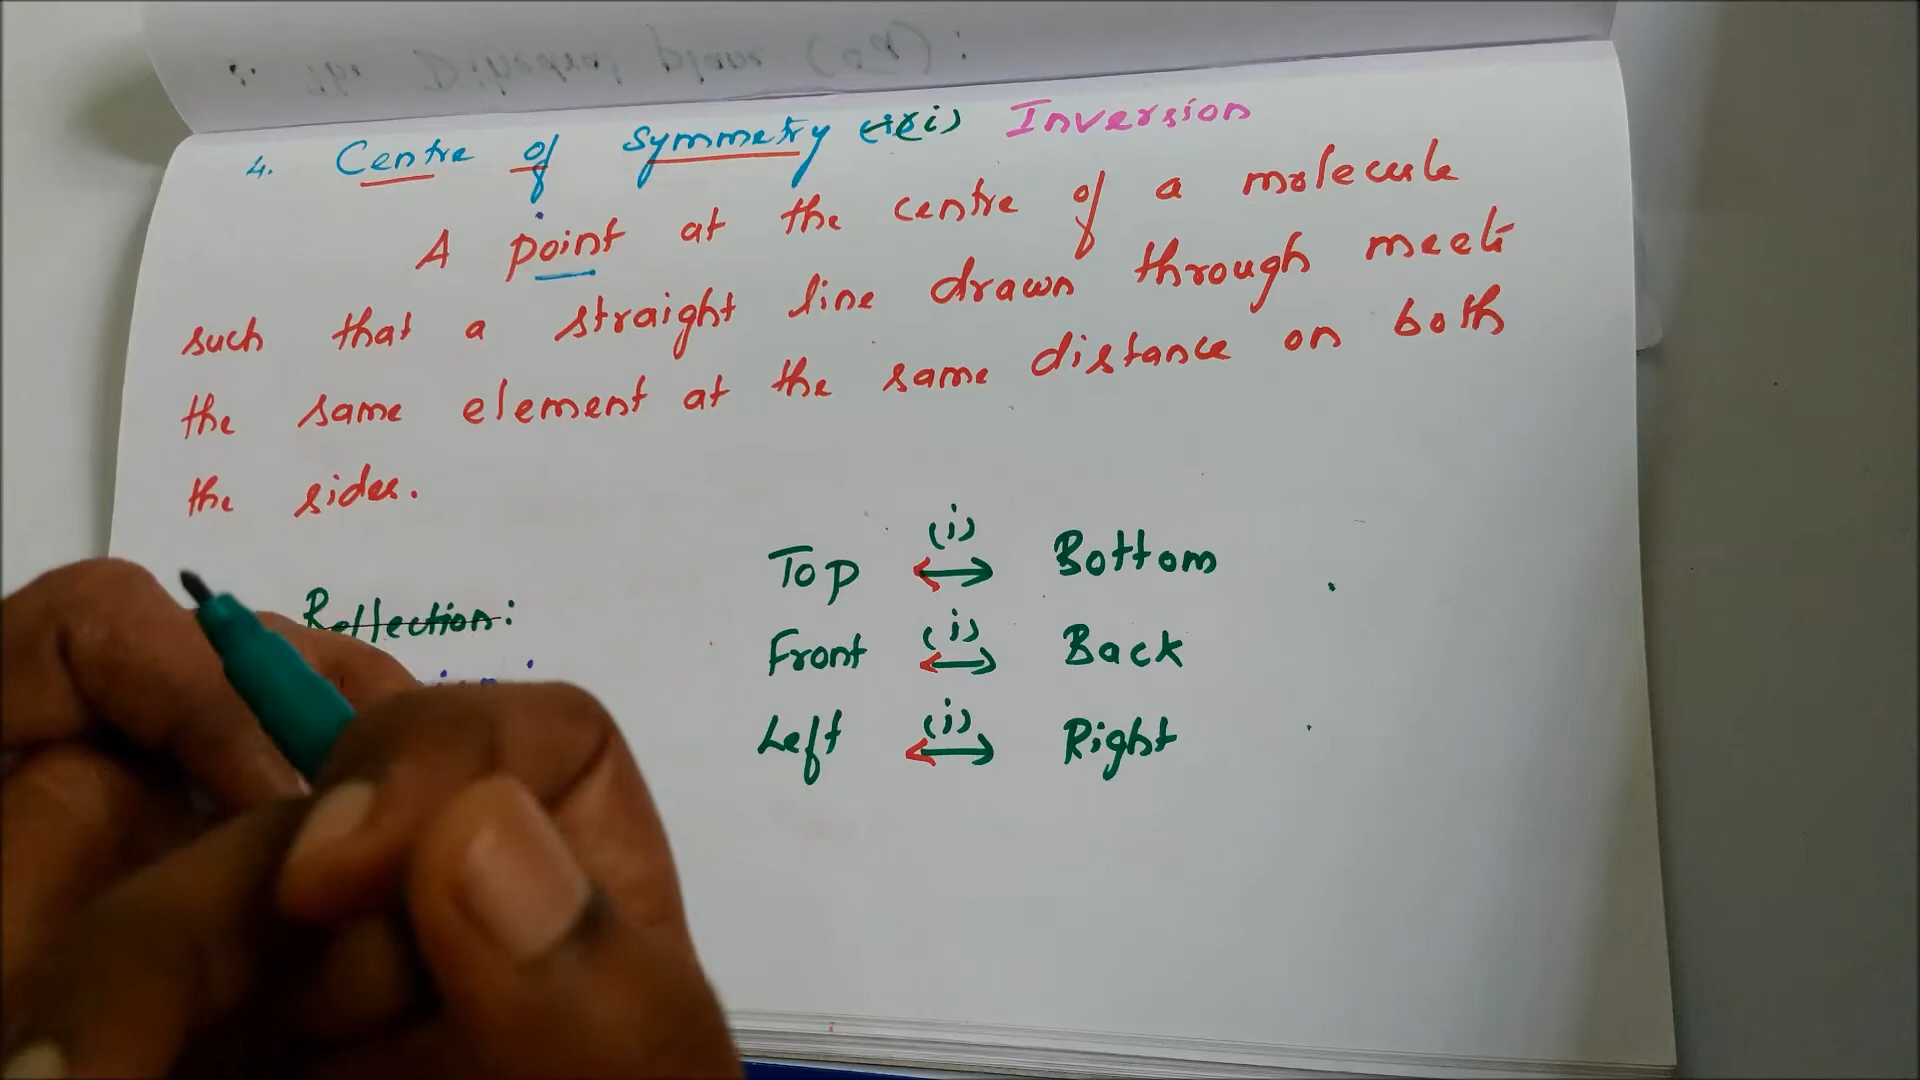 4. Centre of Symmetry (i) Inversion
A point at the centre of a molecule
such that a straight line drawn through meets
the same element at the same distance on both
the sides.
Reflection:
Top (i) ↔ Bottom
Front (i) ↔ Back
Left (i) ↔ Right